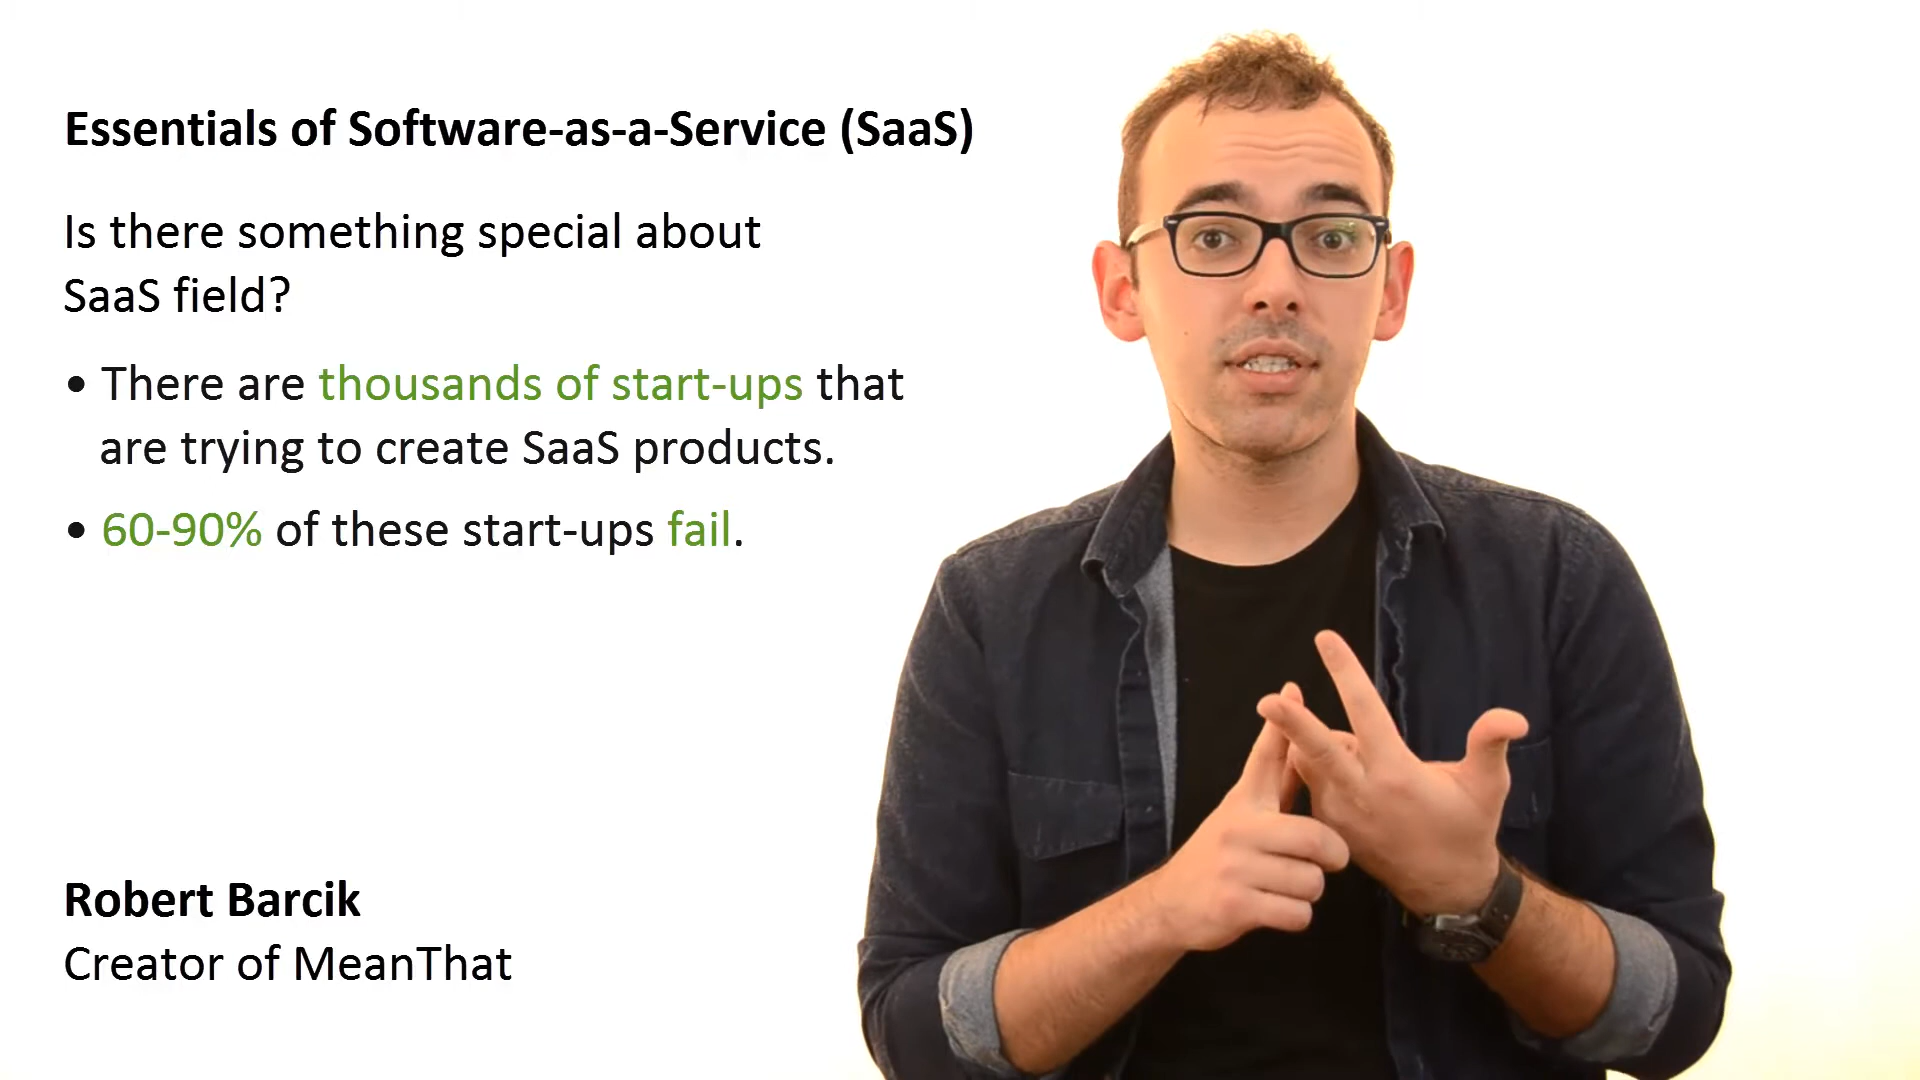 Essentials of Software-as-a-Service (SaaS)
Is there something special about
SaaS field?
• There are thousands of start-ups that
are trying to create SaaS products.
• 60-90% of these start-ups fail.
Robert Barcik
Creator of MeanThat